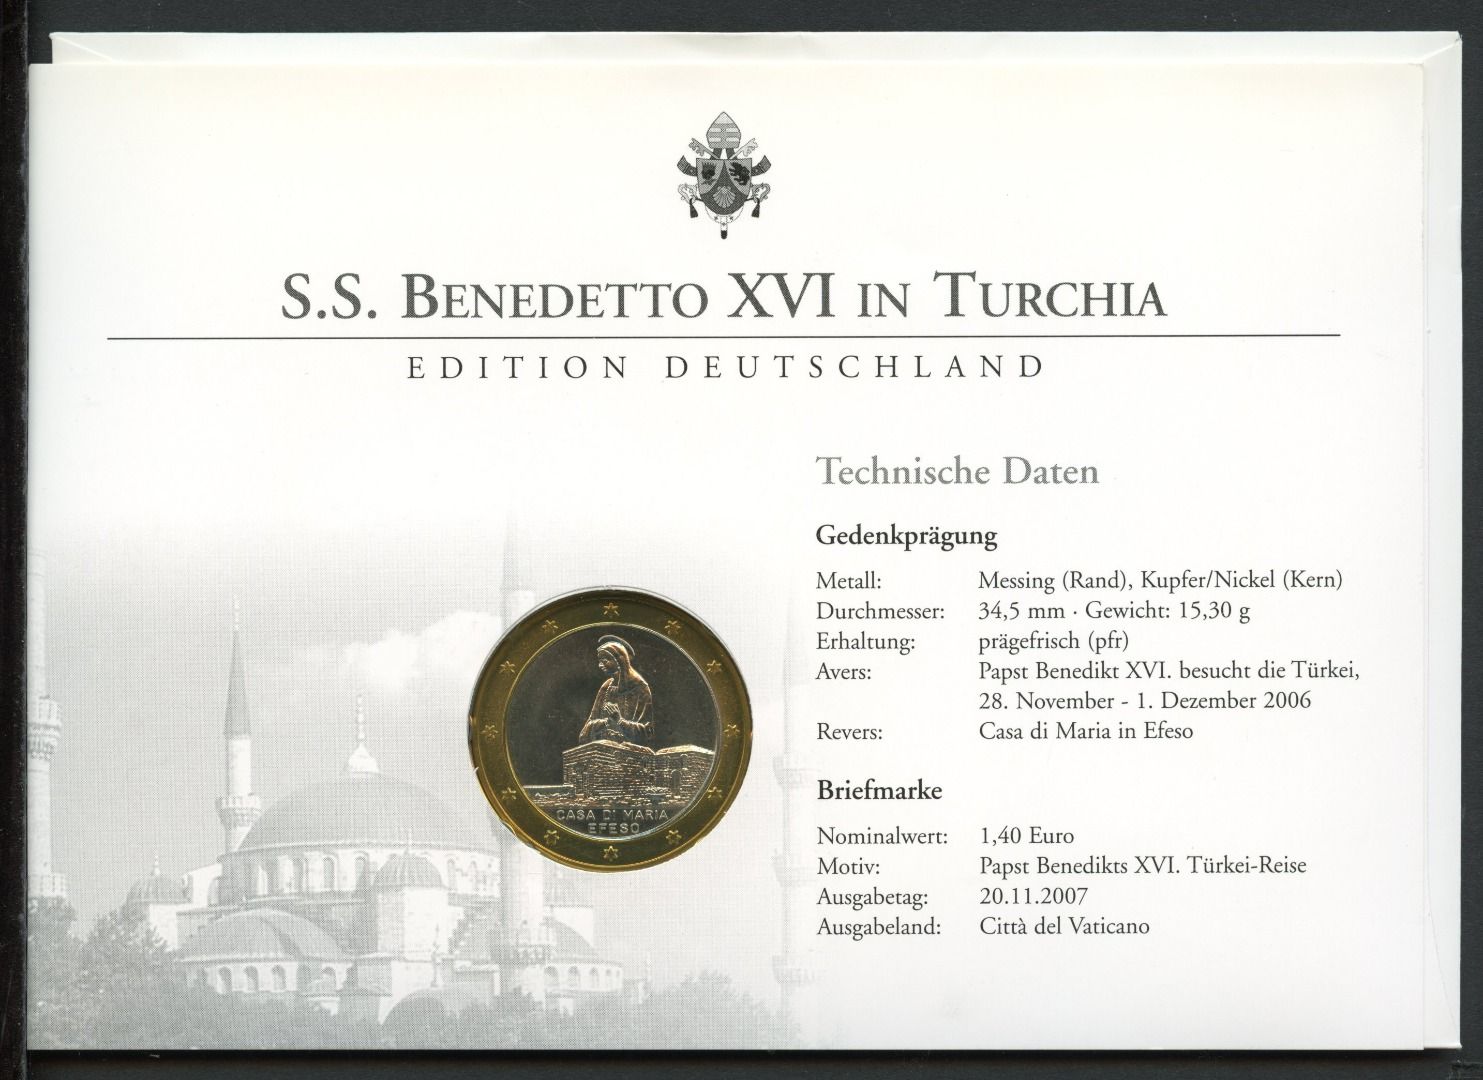 S.S. BENEDETTO XVI IN TURCHIA
EDITION DEUTSCHLAND
Technische Daten
Gedenkprägung
Metall: Messing (Rand), Kupfer/Nickel (Kern)
Durchmesser: 34,5 mm · Gewicht: 15,30 g
Erhaltung: prägefrisch (pfr)
Avers: Papst Benedikt XVI. besucht die Türkei,
28. November - 1. Dezember 2006
Revers: Casa di Maria in Efeso
Briefmarke
Nominalwert: 1,40 Euro
Motiv: Papst Benedikts XVI. Türkei-Reise
Ausgabetag: 20.11.2007
Ausgabeland: Città del Vaticano
CASA DI MARIA
EFESO